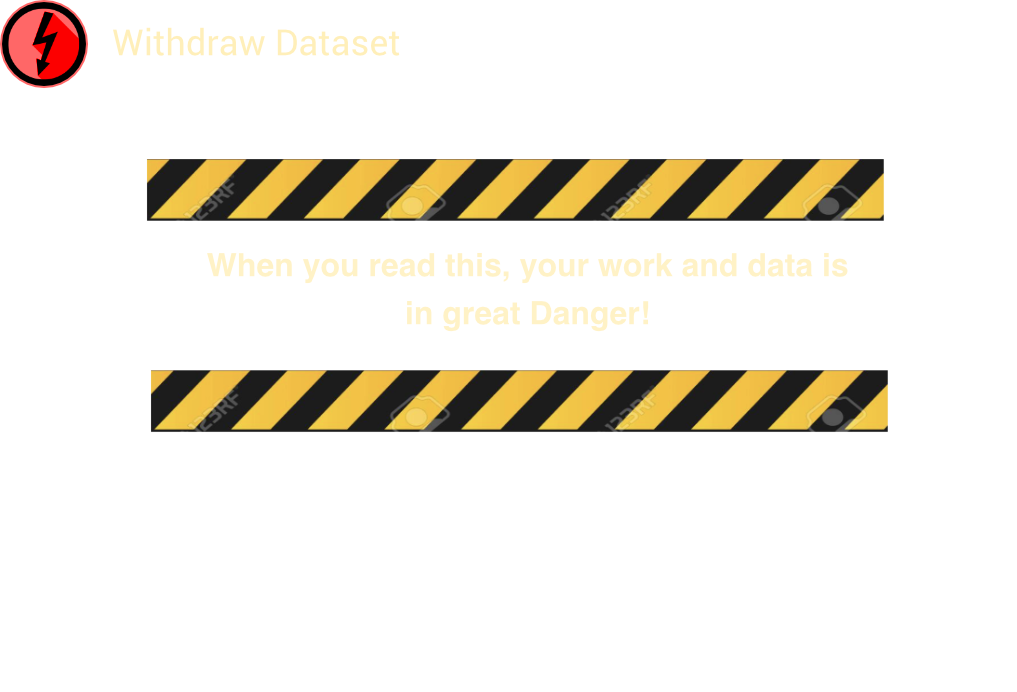 Withdraw Dataset
123RF
123RF
When you read this, your work and data is
in great Danger!
123RF
123RF